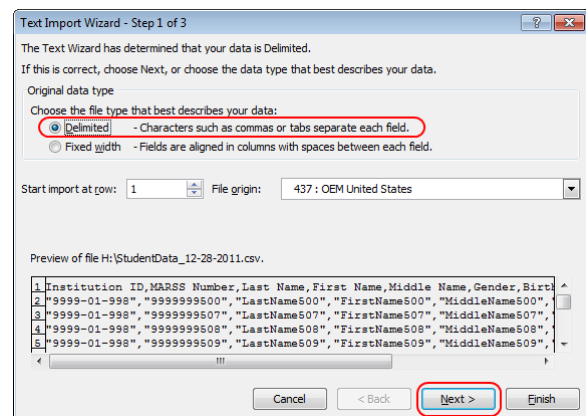 Text Import Wizard - Step 1 of 3
The Text Wizard has determined that your data is Delimited.
If this is correct, choose Next, or choose the data type that best describes your data.
Original data type
Choose the file type that best describes your data:
Delimited - Characters such as commas or tabs separate each field.
Fixed width - Fields are aligned in columns with spaces between each field.
Start import at row: 1 File origin: 437 : OEM United States
Preview of file H:\StudentData_12-28-2011.csv.
1 Institution ID,MARSS Number,Last Name,First Name,Middle Name,Gender,Birth
2 "9999-01-998","9999999500","LastName500","FirstName500","MiddleName500","
3 "9999-01-998","9999999507","LastName507","FirstName507","MiddleName507","
4 "9999-01-998","9999999508","LastName508","FirstName508","MiddleName508","
5 "9999-01-998","9999999509","LastName509","FirstName509","MiddleName509","
Cancel < Back Next > Finish